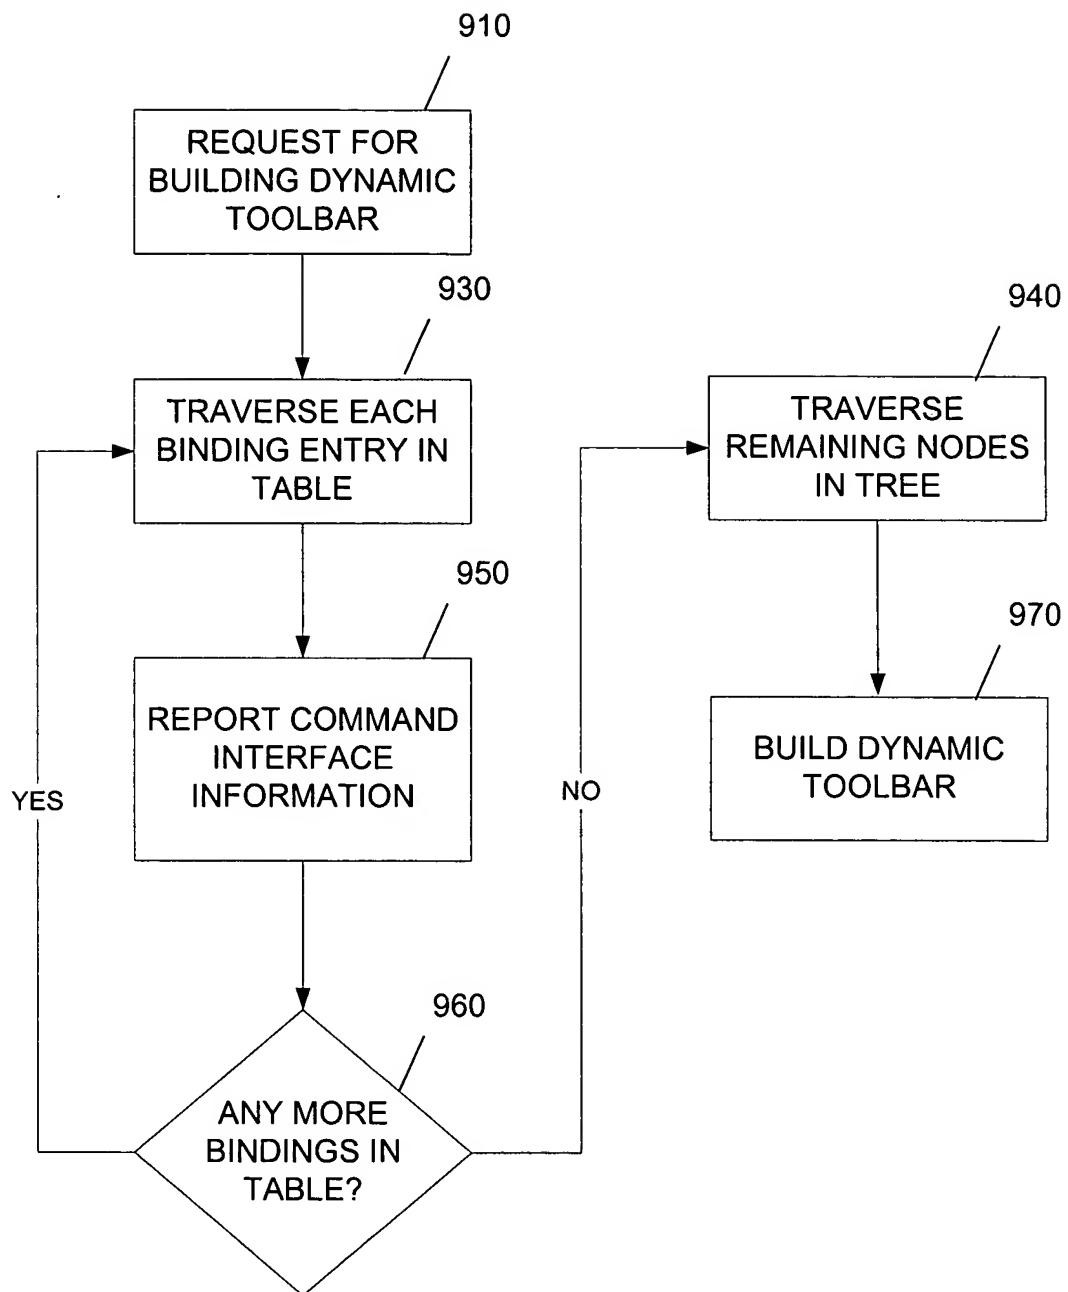 910
REQUEST FOR
BUILDING DYNAMIC
TOOLBAR
930
TRAVERSE EACH
BINDING ENTRY IN
TABLE
950
REPORT COMMAND
INTERFACE
INFORMATION
YES
960
ANY MORE
BINDINGS IN
TABLE?
NO
940
TRAVERSE
REMAINING NODES
IN TREE
970
BUILD DYNAMIC
TOOLBAR